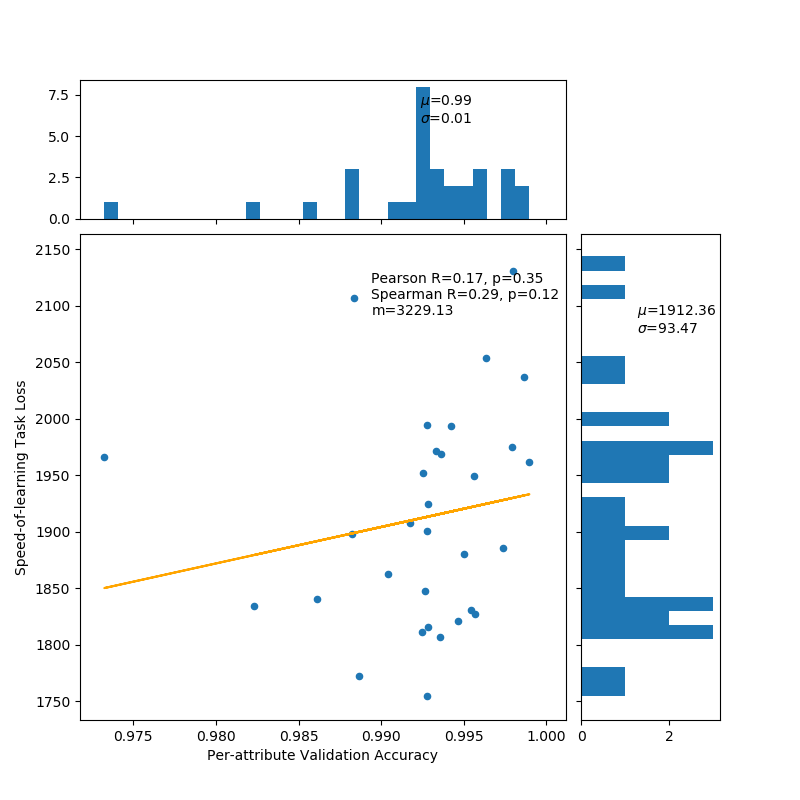 7.5
5.0
2.5
0.0
μ=0.99
σ=0.01
2150
2100
2050
2000
1950
1900
1850
1800
1750
Speed-of-learning Task Loss
Pearson R=0.17, p=0.35
Spearman R=0.29, p=0.12
m=3229.13
0.975 0.980 0.985 0.990 0.995 1.000
Per-attribute Validation Accuracy
μ=1912.36
σ=93.47
0 2